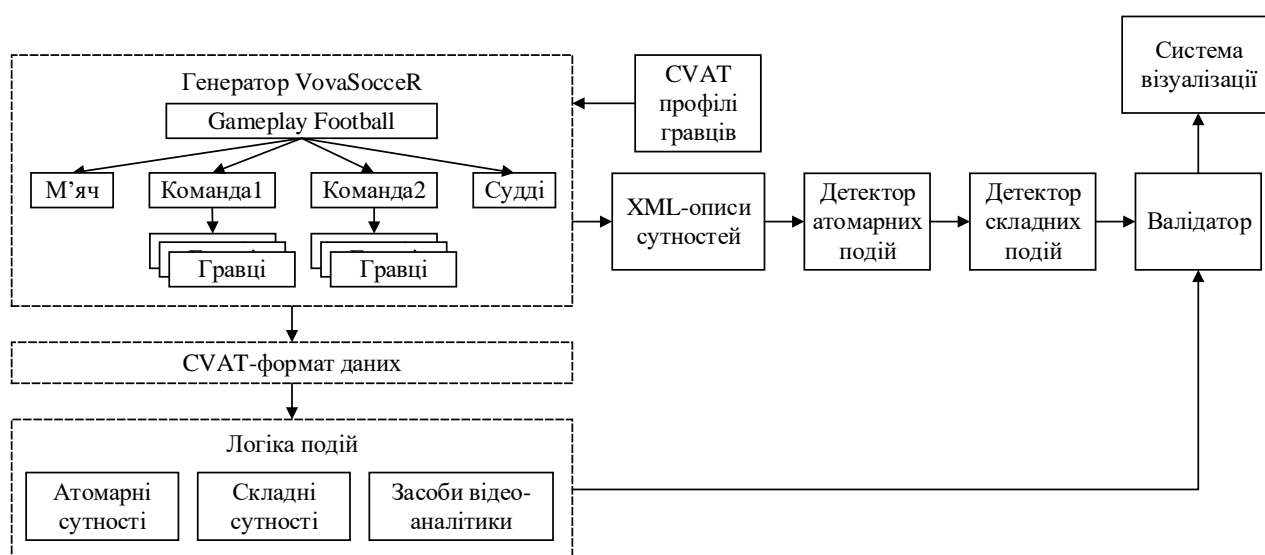 Генератор VovaSocceR
Gameplay Football
М’яч
Команда1
Команда2
Судді
Гравці
Гравці
CVAT
профілі
гравців
XML-описи
сутностей
Детектор
атомарних
подій
Детектор
складних
подій
Валідатор
Система
візуалізації
CVAT-формат даних
Логіка подій
Атомарні
сутності
Складні
сутності
Засоби відео-
аналітики